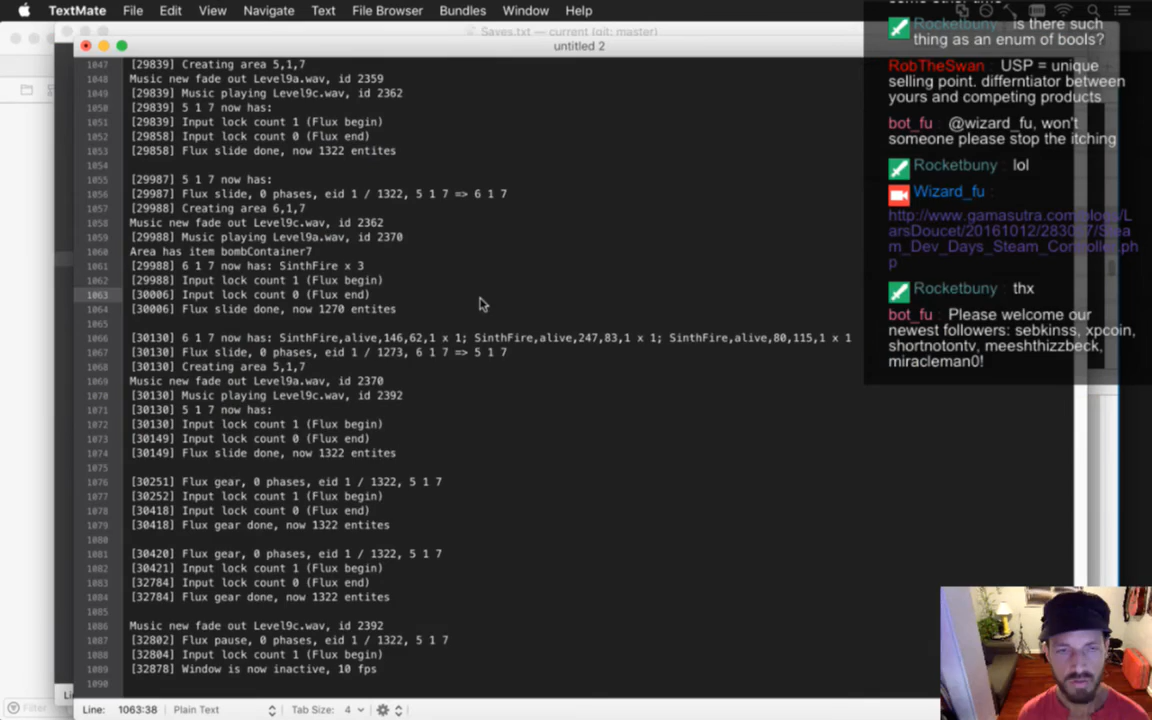 TextMate File Edit View Navigate Text File Browser Bundles Window Help
Saves.txt — current (git: master)
untitled 2
1047 [29839] Creating area 5,1,7
1048 Music new fade out Level9a.wav, id 2359
1049 [29839] Music playing Level9c.wav, id 2362
1050 [29839] 5 1 7 now has:
1051 [29839] Input lock count 1 (Flux begin)
1052 [29858] Input lock count 0 (Flux end)
1053 [29858] Flux slide done, now 1322 entites
1054
1055 [29987] 5 1 7 now has:
1056 [29987] Flux slide, 0 phases, eid 1 / 1322, 5 1 7 => 6 1 7
1057 [29988] Creating area 6,1,7
1058 Music new fade out Level9c.wav, id 2362
1059 [29988] Music playing Level9a.wav, id 2370
1060 Area has item bombContainer7
1061 [29988] 6 1 7 now has: SinthFire x 3
1062 [29988] Input lock count 1 (Flux begin)
1063 [30006] Input lock count 0 (Flux end)
1064 [30006] Flux slide done, now 1270 entites
1065
1066 [30130] 6 1 7 now has: SinthFire,alive,146,62,1 x 1; SinthFire,alive,247,83,1 x 1; SinthFire,alive,80,115,1 x 1
1067 [30130] Flux slide, 0 phases, eid 1 / 1273, 6 1 7 => 5 1 7
1068 [30130] Creating area 5,1,7
1069 Music new fade out Level9a.wav, id 2370
1070 [30130] Music playing Level9c.wav, id 2392
1071 [30130] 5 1 7 now has:
1072 [30130] Input lock count 1 (Flux begin)
1073 [30149] Input lock count 0 (Flux end)
1074 [30149] Flux slide done, now 1322 entites
1075
1076 [30251] Flux gear, 0 phases, eid 1 / 1322, 5 1 7
1077 [30252] Input lock count 1 (Flux begin)
1078 [30418] Input lock count 0 (Flux end)
1079 [30418] Flux gear done, now 1322 entites
1080
1081 [30420] Flux gear, 0 phases, eid 1 / 1322, 5 1 7
1082 [30421] Input lock count 1 (Flux begin)
1083 [32784] Input lock count 0 (Flux end)
1084 [32784] Flux gear done, now 1322 entites
1085
1086 Music new fade out Level9c.wav, id 2392
1087 [32802] Flux pause, 0 phases, eid 1 / 1322, 5 1 7
1088 [32804] Input lock count 1 (Flux begin)
1089 [32878] Window is now inactive, 10 fps
1090
Line: 1063:38 Plain Text Tab Size: 4
Filter
Rocketbuny : is there such
thing as an enum of bools?
RobTheSwan : USP = unique
selling point. differntiator between
yours and competing products
bot_fu : @wizard_fu, won't
someone please stop the itching
Rocketbuny : lol
Wizard_fu :
Rocketbuny : thx
bot_fu : Please welcome our
newest followers: sebkinss, xpcoin,
shortnotontv, meeshthizzbeck,
miracleman0!